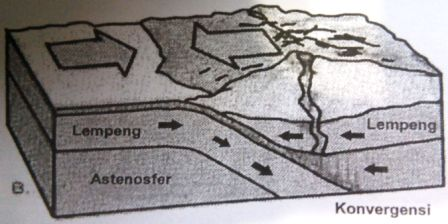 Lempeng
Lempeng
B.
Astenosfer
Konvergensi